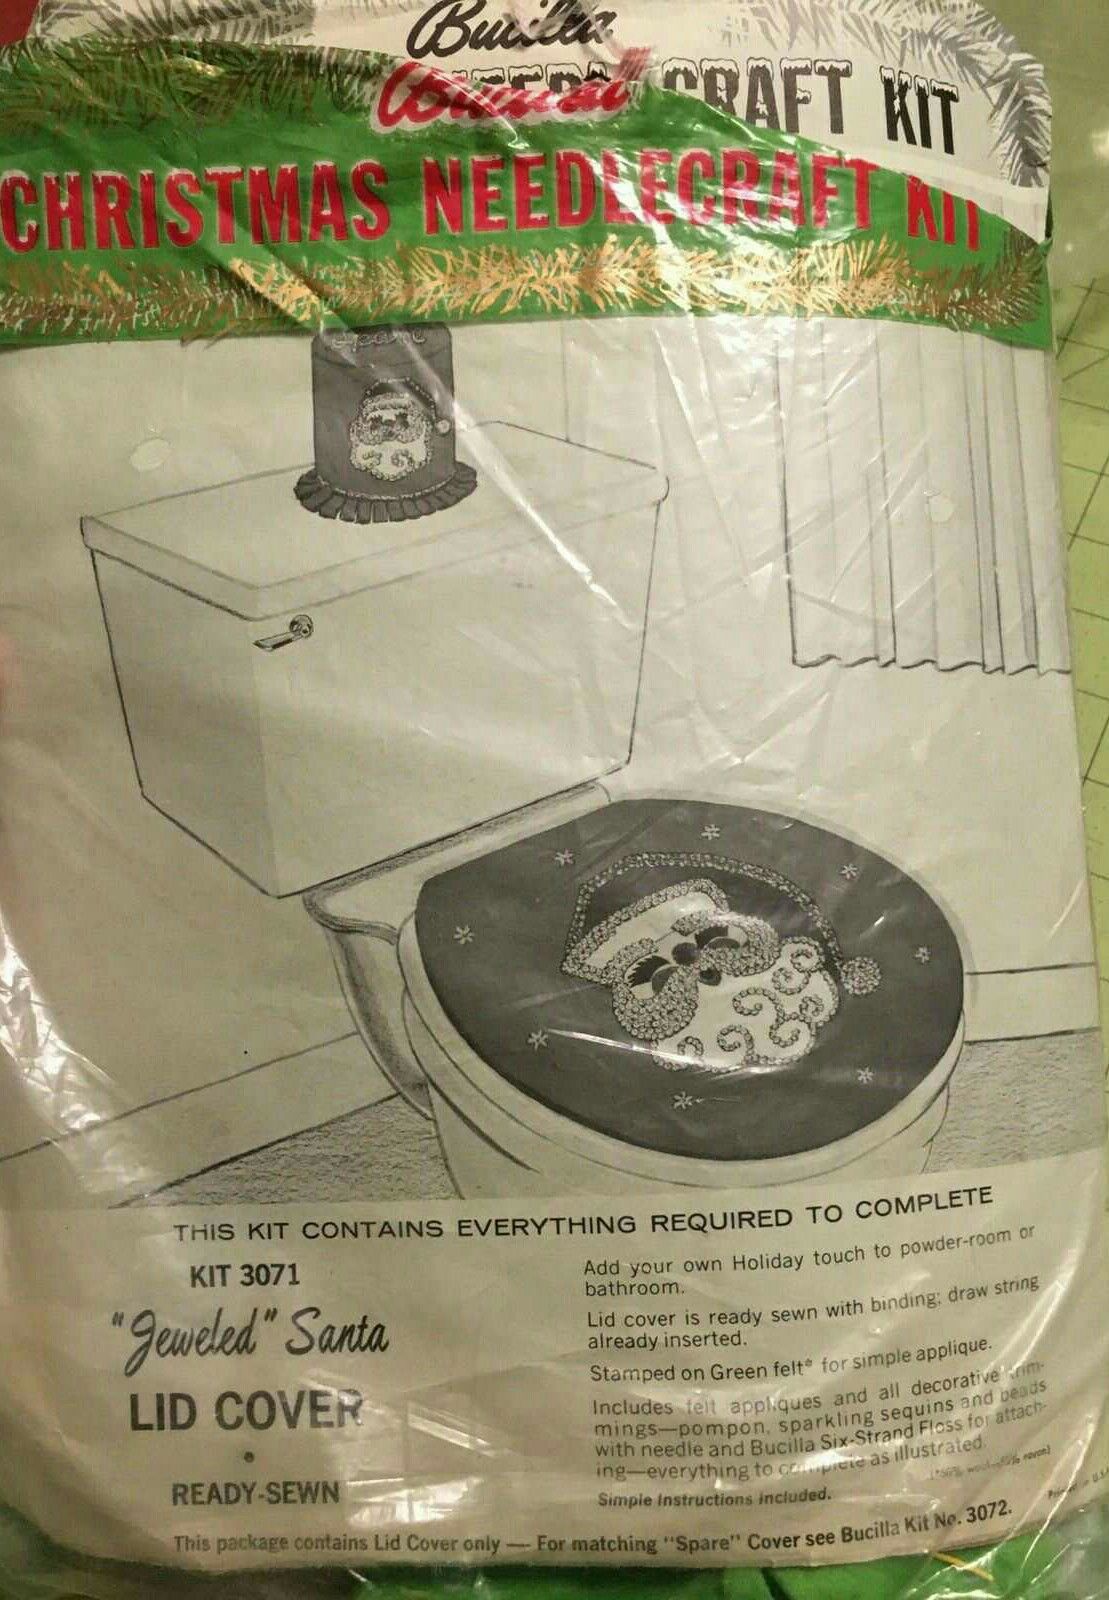 Bucilla
CRAFT KIT
CHRISTMAS NEEDLECRAFT KIT
Spare
THIS KIT CONTAINS EVERYTHING REQUIRED TO COMPLETE
KIT 3071
"Jeweled" Santa
LID COVER
•
READY-SEWN
Add your own Holiday touch to powder-room or
bathroom.
Lid cover is ready sewn with binding; draw string
already inserted.
Stamped on Green felt* for simple applique.
Includes felt appliques and all decorative trim-
mings—pompon, sparkling sequins and beads
with needle and Bucilla Six-Strand Floss for attach-
ing—everything to complete as illustrated.
Simple Instructions included.
This package contains Lid Cover only — For matching "Spare" Cover see Bucilla Kit No. 3072.